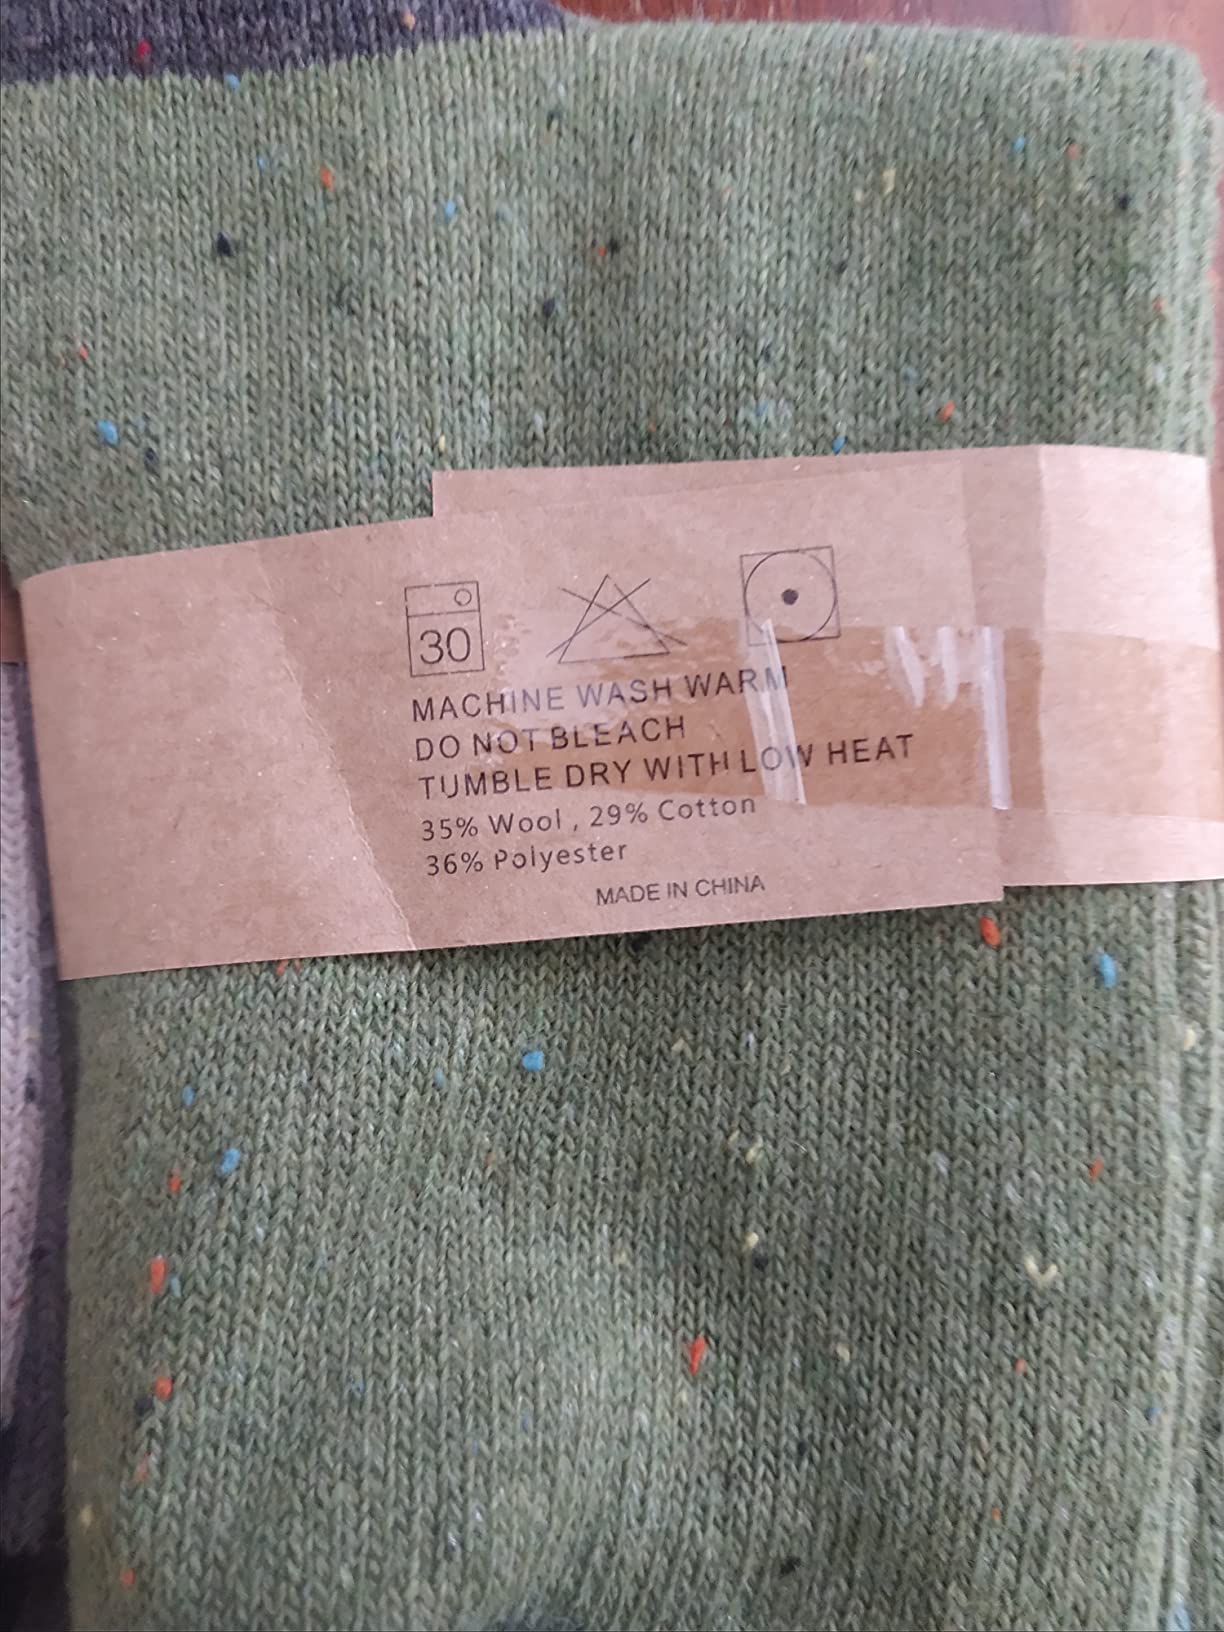 30
MACHINE WASH WARM
DO NOT BLEACH
TUMBLE DRY WITH LOW HEAT
35% Wool , 29% Cotton
36% Polyester
MADE IN CHINA